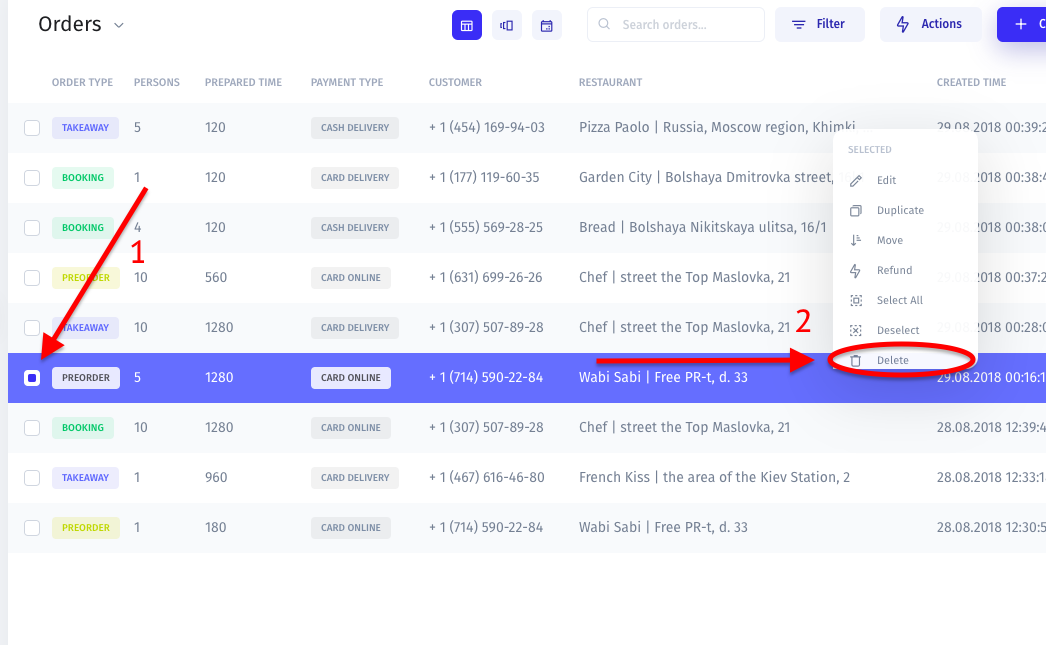 Orders
Search orders...
Filter
Actions
ORDER TYPE PERSONS PREPARED TIME PAYMENT TYPE CUSTOMER RESTAURANT CREATED TIME
TAKEAWAY 5 120 CASH DELIVERY + 1 (454) 169-94-03 Pizza Paolo | Russia, Moscow region, Khimki 29.08.2018 00:39:2
BOOKING 1 120 CARD DELIVERY + 1 (177) 119-60-35 Garden City | Bolshaya Dmitrovka street, 00:38:4
BOOKING 4 120 CASH DELIVERY + 1 (555) 569-28-25 Bread | Bolshaya Nikitskaya ulitsa, 16/1 00:38:0
PREORDER 10 560 CARD ONLINE + 1 (631) 699-26-26 Chef | street the Top Maslovka, 21 00:37:2
TAKEAWAY 10 1280 CARD DELIVERY + 1 (307) 507-89-28 Chef | street the Top Maslovka, 21 00:28:0
PREORDER 5 1280 CARD ONLINE + 1 (714) 590-22-84 Wabi Sabi | Free PR-t, d. 33 29.08.2018 00:16:1
BOOKING 10 1280 CARD ONLINE + 1 (307) 507-89-28 Chef | street the Top Maslovka, 21 28.08.2018 12:39:4
TAKEAWAY 1 960 CARD DELIVERY + 1 (467) 616-46-80 French Kiss | the area of the Kiev Station, 2 28.08.2018 12:33:1
PREORDER 1 180 CARD ONLINE + 1 (714) 590-22-84 Wabi Sabi | Free PR-t, d. 33 28.08.2018 12:30:5
SELECTED
Edit
Duplicate
Move
Refund
Select All
Deselect
Delete
1
2